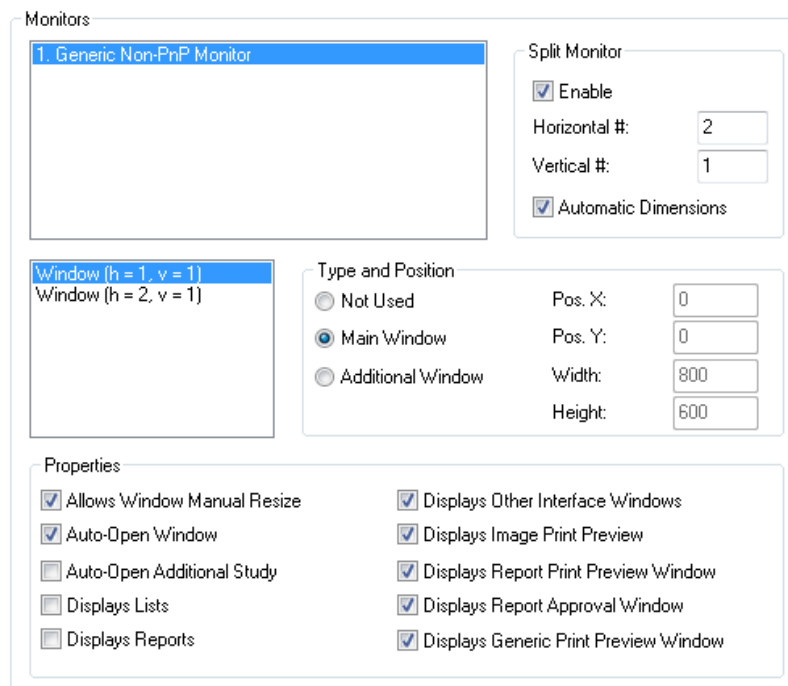 Monitors
1. Generic Non-PnP Monitor
Split Monitor
Enable
Horizontal #: 2
Vertical #: 1
Automatic Dimensions
Window (h = 1, v = 1)
Window (h = 2, v = 1)
Type and Position
Not Used Pos. X: 0
Main Window Pos. Y: 0
Additional Window Width: 800
Height: 600
Properties
Allows Window Manual Resize Displays Other Interface Windows
Auto-Open Window Displays Image Print Preview
Auto-Open Additional Study Displays Report Print Preview Window
Displays Lists Displays Report Approval Window
Displays Reports Displays Generic Print Preview Window